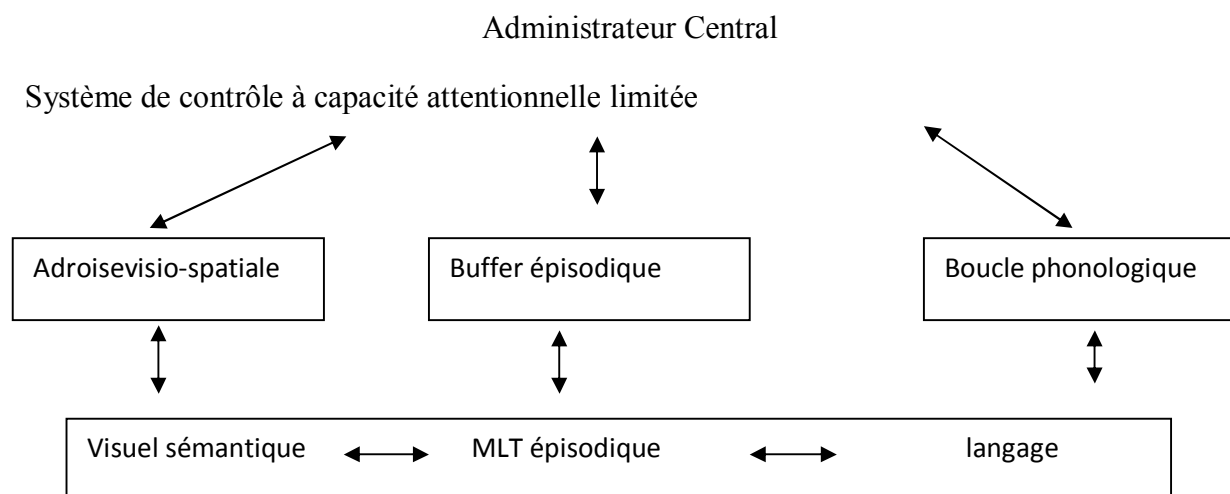 Administrateur Central
Système de contrôle à capacité attentionnelle limitée
Adroisevisio-spatiale
Buffer épisodique
Boucle phonologique
Visuel sémantique
MLT épisodique
langage